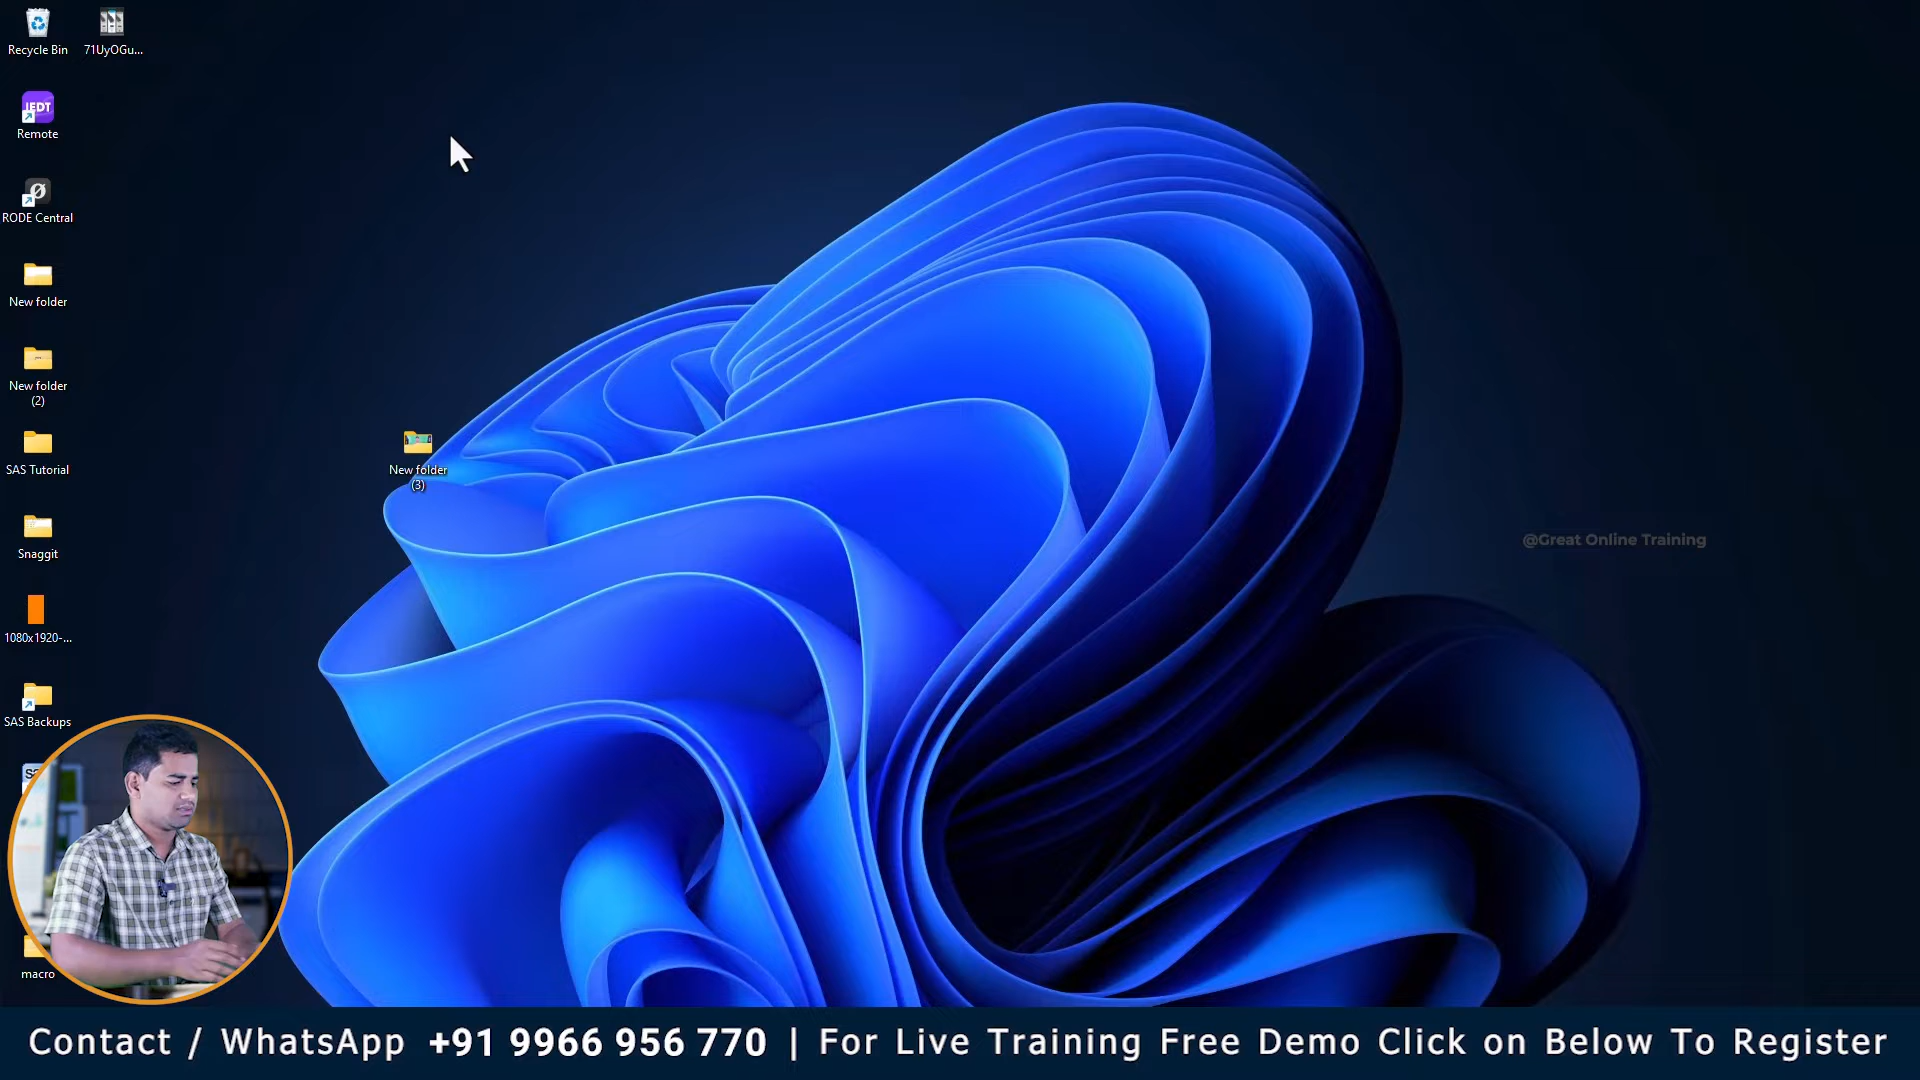 Recycle Bin
71UyOGu...
JEDT
Remote
RODE Central
New folder
New folder
(2)
New folder
(3)
SAS Tutorial
Snaggit
@Great Online Training
1080x1920-...
SAS Backups
macro
Contact / WhatsApp +91 9966 956 770 | For Live Training Free Demo Click on Below To Register